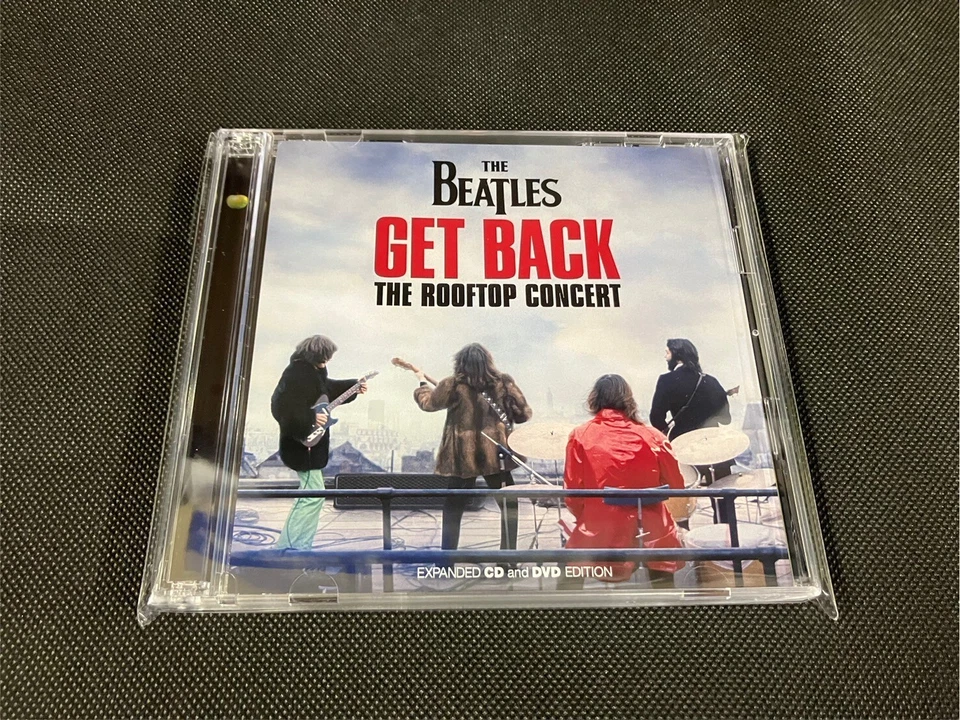 THE
BEATLES
GET BACK
THE ROOFTOP CONCERT
EXPANDED CD and DVD EDITION